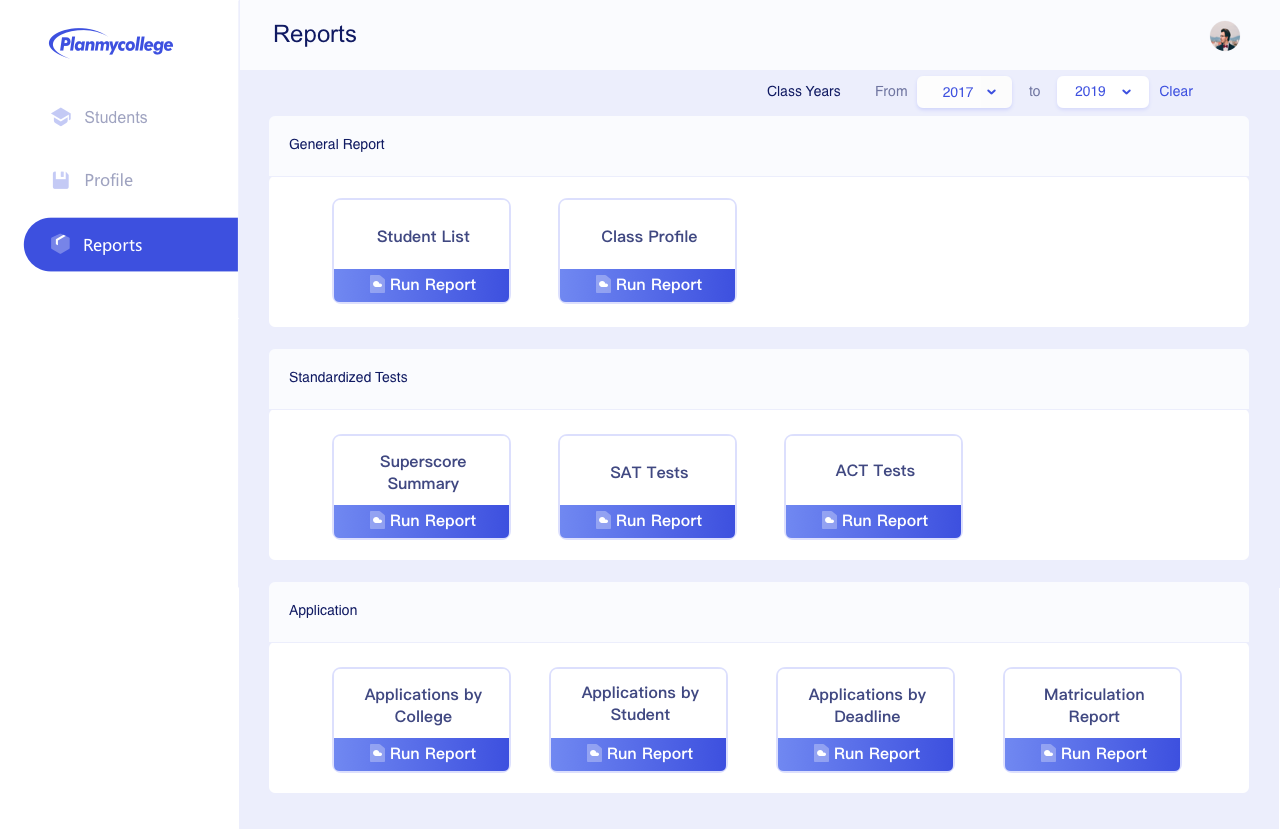 Planmycollege
Reports
Students
Profile
Reports
Class Years From 2017 to 2019 Clear
General Report
Student List
Run Report
Class Profile
Run Report
Standardized Tests
Superscore
Summary
Run Report
SAT Tests
Run Report
ACT Tests
Run Report
Application
Applications by
College
Run Report
Applications by
Student
Run Report
Applications by
Deadline
Run Report
Matriculation
Report
Run Report